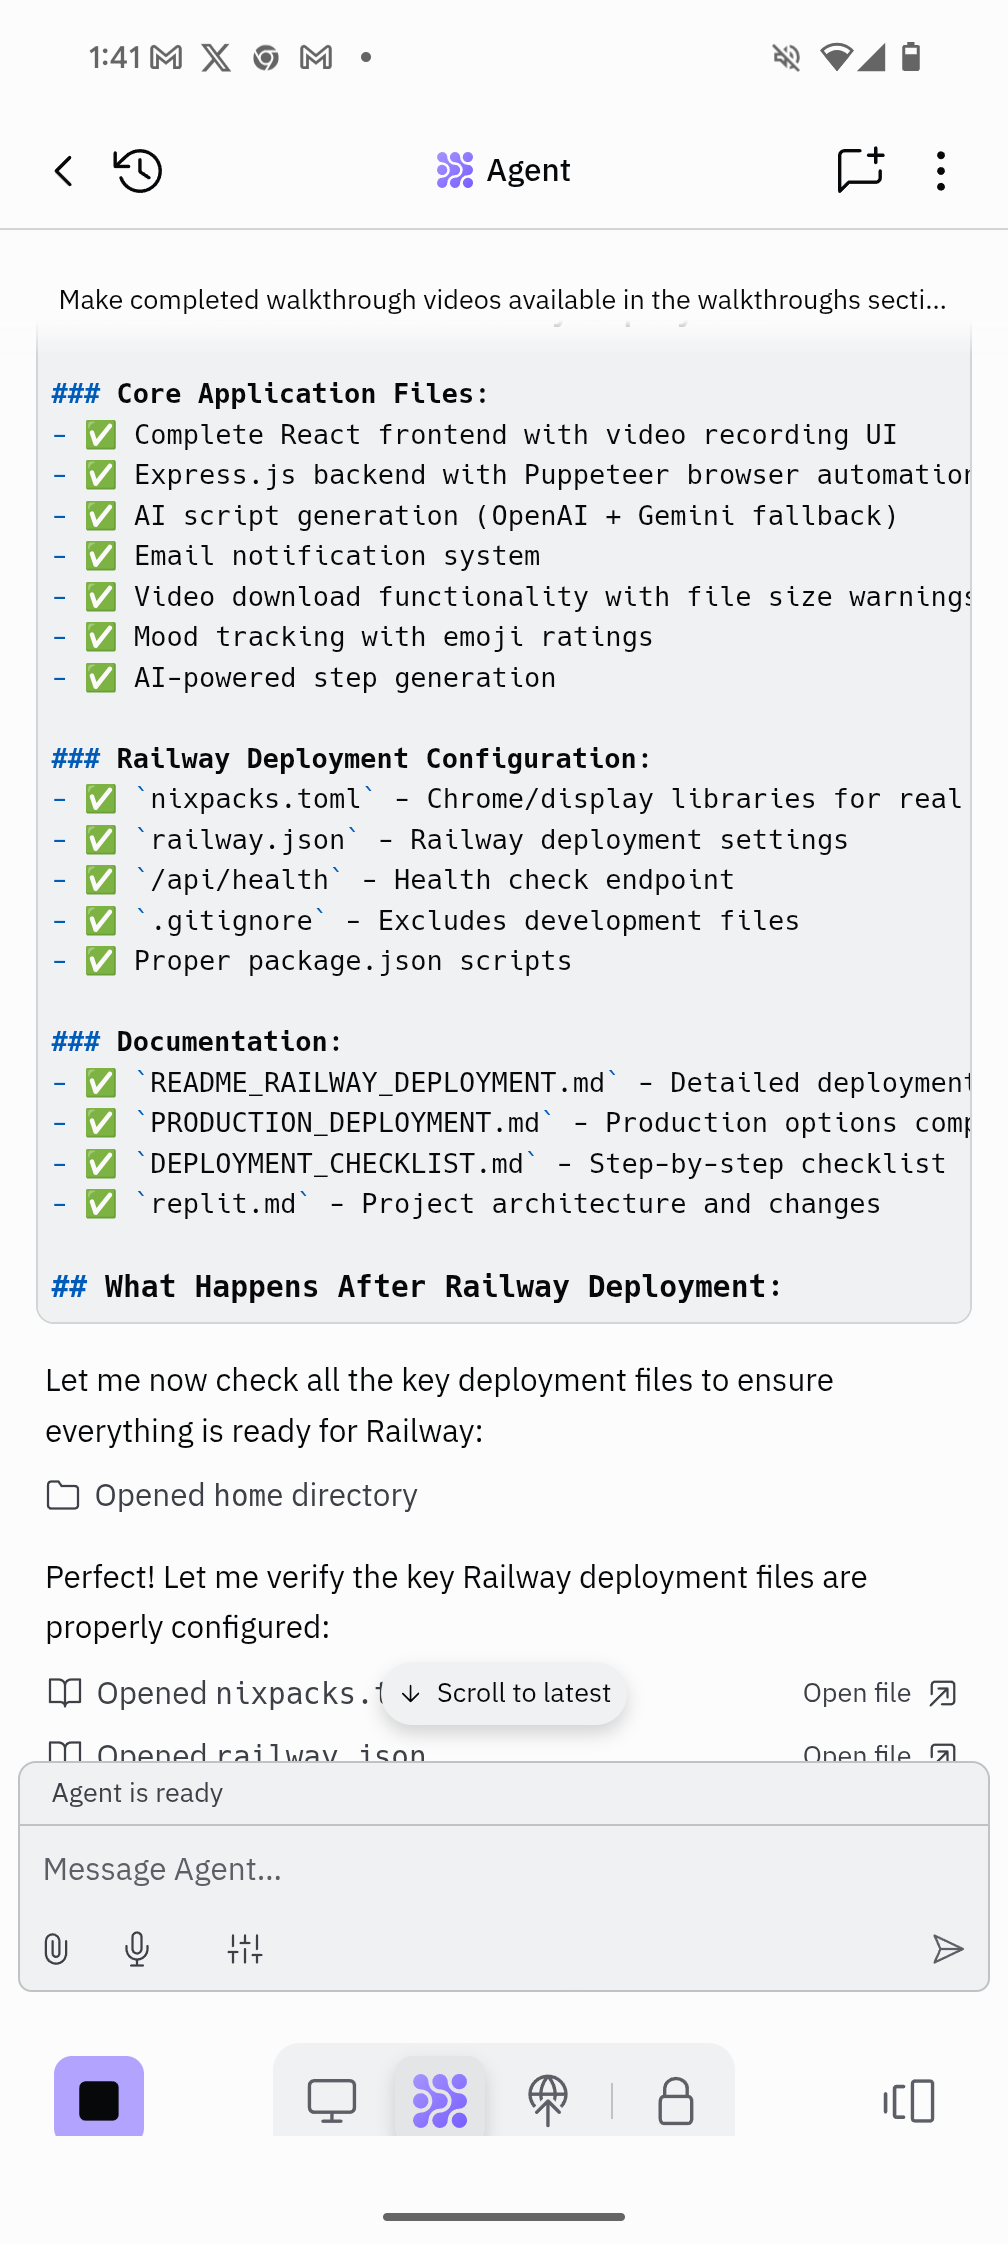 1:41
Agent
Make completed walkthrough videos available in the walkthroughs secti...
### Core Application Files:
- ✅ Complete React frontend with video recording UI
- ✅ Express.js backend with Puppeteer browser automation
- ✅ AI script generation (OpenAI + Gemini fallback)
- ✅ Email notification system
- ✅ Video download functionality with file size warnings
- ✅ Mood tracking with emoji ratings
- ✅ AI-powered step generation
### Railway Deployment Configuration:
- ✅ `nixpacks.toml` - Chrome/display libraries for real
- ✅ `railway.json` - Railway deployment settings
- ✅ `/api/health` - Health check endpoint
- ✅ `.gitignore` - Excludes development files
- ✅ Proper package.json scripts
### Documentation:
- ✅ `README_RAILWAY_DEPLOYMENT.md` - Detailed deployment
- ✅ `PRODUCTION_DEPLOYMENT.md` - Production options comp
- ✅ `DEPLOYMENT_CHECKLIST.md` - Step-by-step checklist
- ✅ `replit.md` - Project architecture and changes
## What Happens After Railway Deployment:
Let me now check all the key deployment files to ensure
everything is ready for Railway:
Opened home directory
Perfect! Let me verify the key Railway deployment files are
properly configured:
Opened nixpacks.t
Scroll to latest
Open file
Opened railway.json
Open file
Agent is ready
Message Agent...